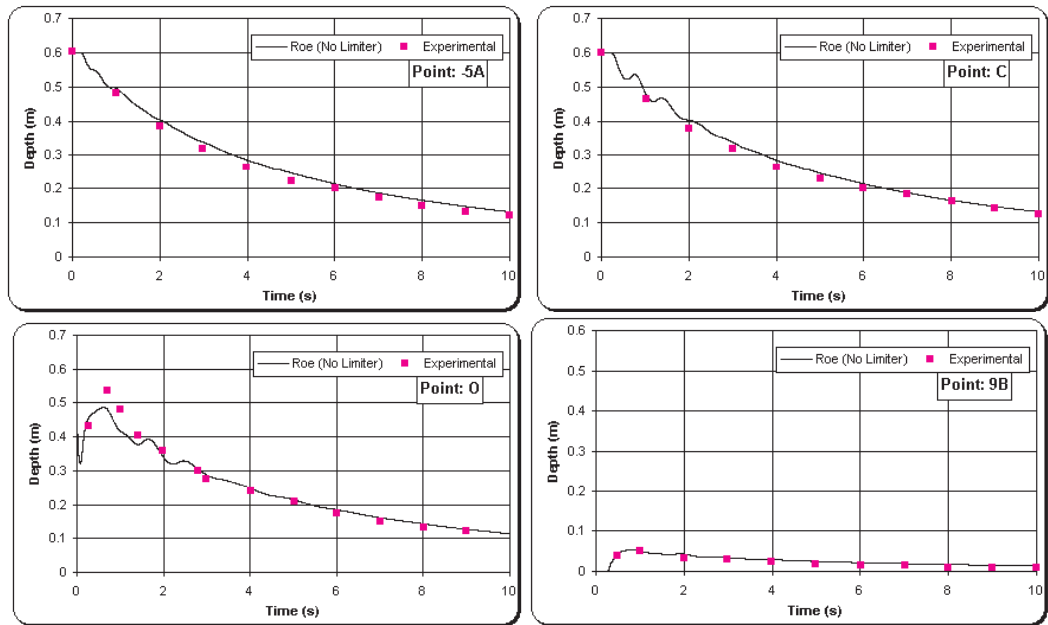 0.7
0.6
0.5
0.4
0.3
0.2
0.1
0
Depth (m)
Roe (No Limiter) Experimental
Point: -5A
0 2 4 6 8 10
Time (s)
0.7
0.6
0.5
0.4
0.3
0.2
0.1
0
Depth (m)
Roe (No Limiter) Experimental
Point: C
0 2 4 6 8 10
Time (s)
0.7
0.6
0.5
0.4
0.3
0.2
0.1
0
Depth (m)
Roe (No Limiter) Experimental
Point: O
0 2 4 6 8 10
Time (s)
0.6
0.5
0.4
0.3
0.2
0.1
0
Depth (m)
Roe (No Limiter) Experimental
Point: 9B
0 2 4 6 8 10
Time (s)